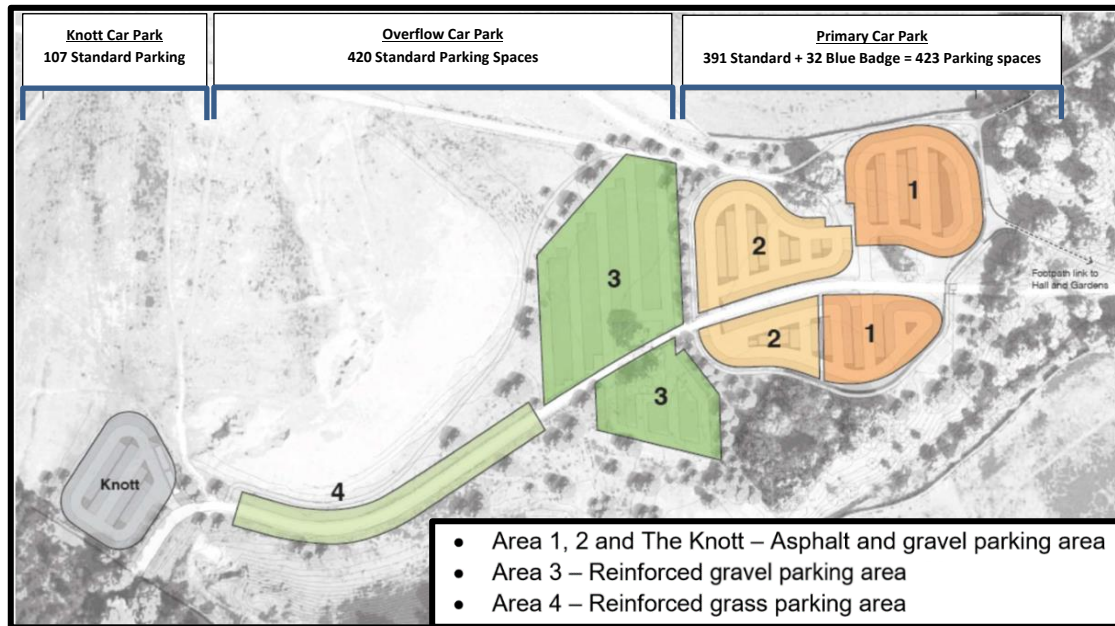 Knott Car Park
107 Standard Parking
Overflow Car Park
420 Standard Parking Spaces
Primary Car Park
391 Standard + 32 Blue Badge = 423 Parking spaces
1
2
3
Footpath link to
Hall and Gardens
2
1
3
Knott
4
• Area 1, 2 and The Knott – Asphalt and gravel parking area
• Area 3 – Reinforced gravel parking area
• Area 4 – Reinforced grass parking area